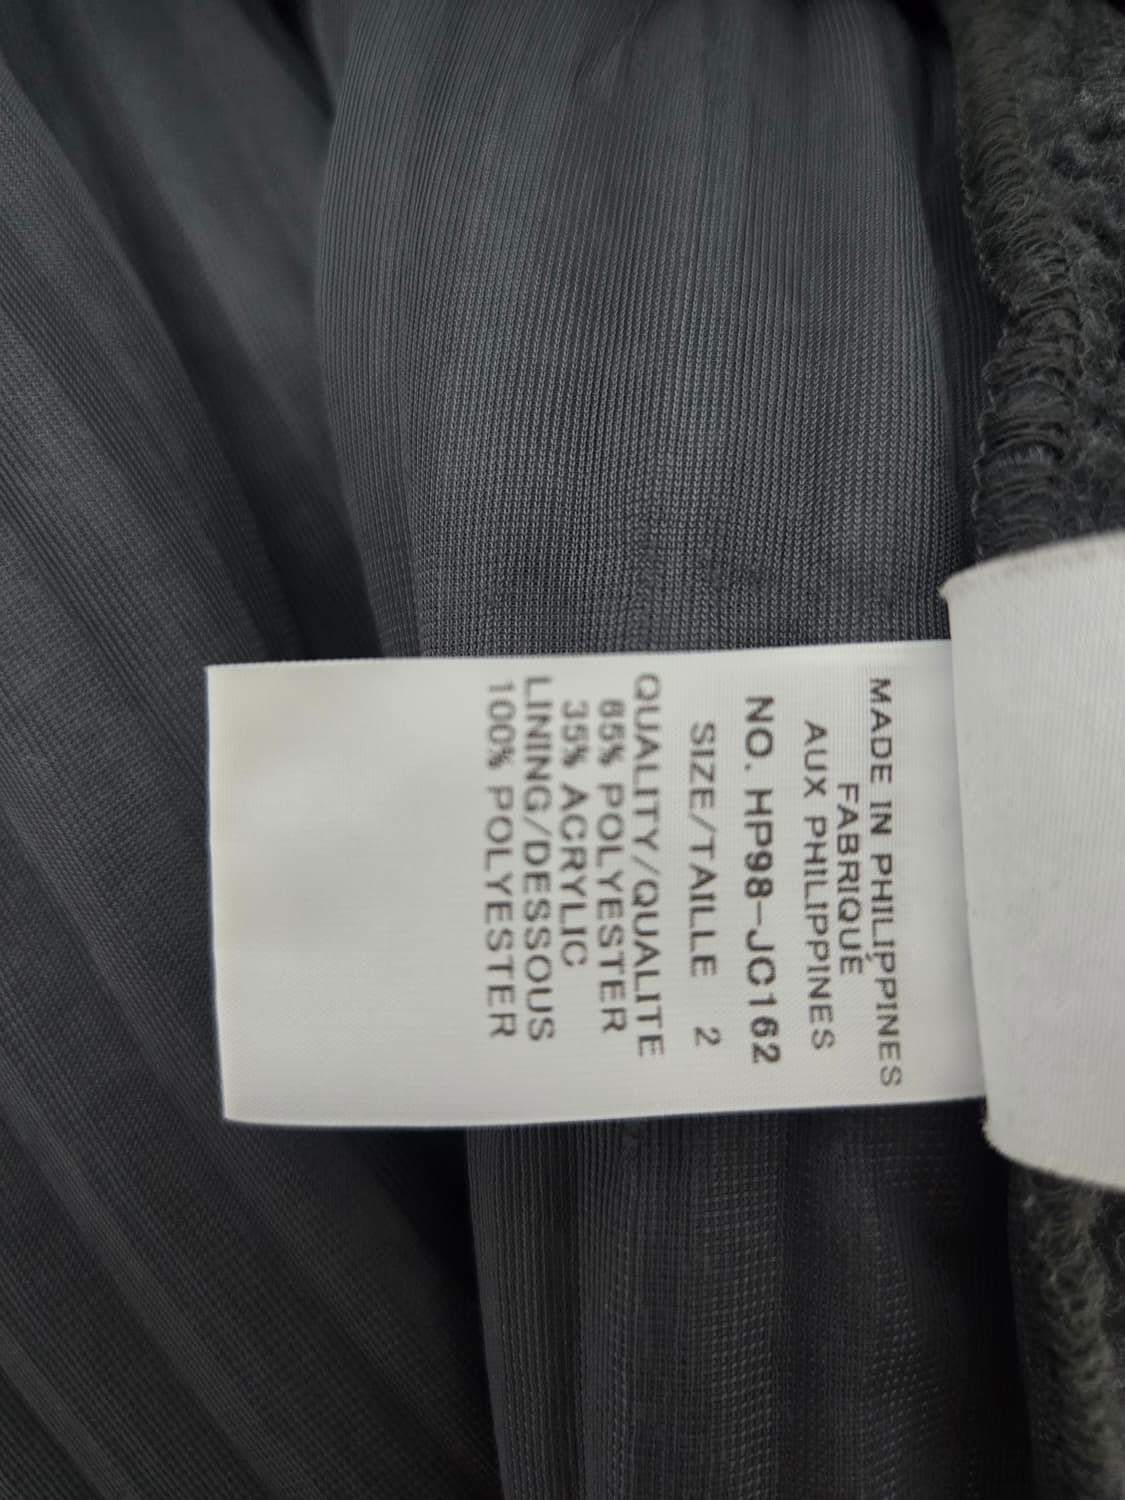 MADE IN PHILIPPINES
FABRIQUÉ
AUX PHILIPPINES
NO. HP98-JC162
SIZE/TAILLE 2
QUALITY/QUALITE
65% POLYESTER
35% ACRYLIC
LINING/DESSOUS
100% POLYESTER